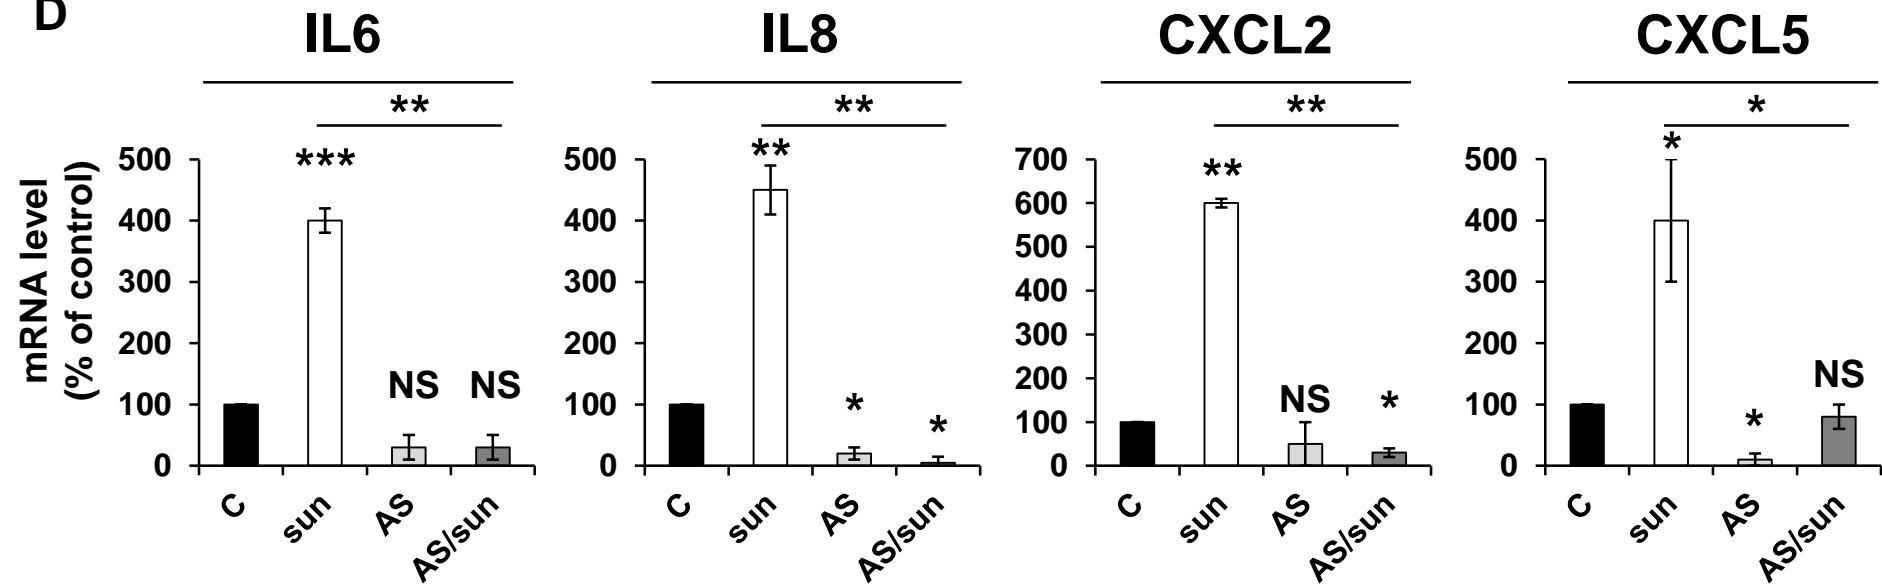 D
IL6
IL8
CXCL2
CXCL5
mRNA level
(% of control)
**
***
500
400
300
200
100
0
NS
NS
C
sun
AS
AS/sun
**
**
500
400
300
200
100
0
*
*
C
sun
AS
AS/sun
**
**
700
600
500
400
300
200
100
0
NS
*
C
sun
AS
AS/sun
*
*
500
400
300
200
100
0
*
NS
C
sun
AS
AS/sun